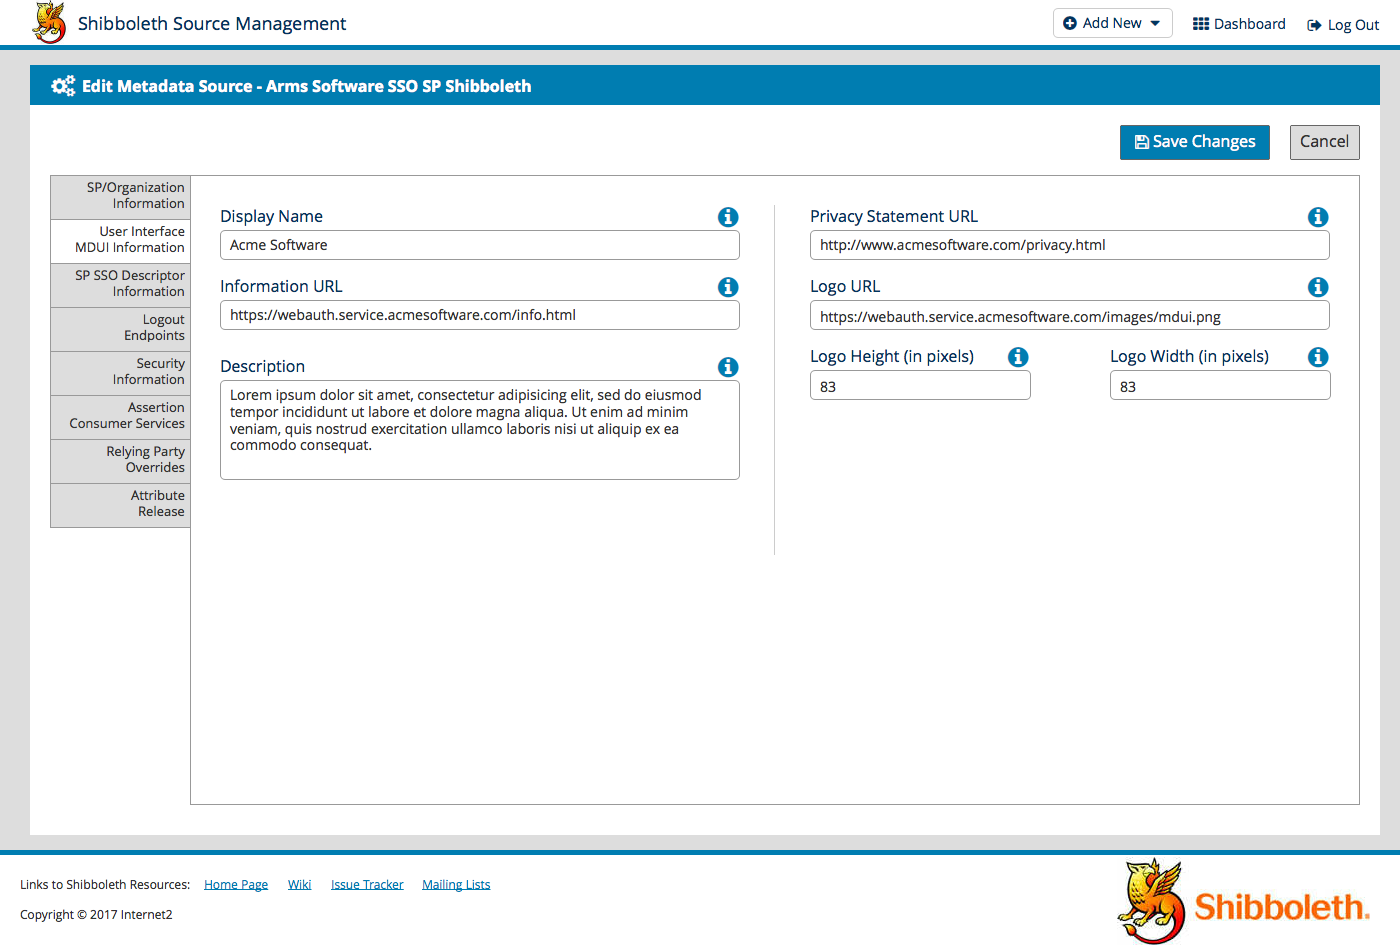 Shibboleth Source Management
Add New
Dashboard
Log Out
Edit Metadata Source - Arms Software SSO SP Shibboleth
Save Changes
Cancel
SP/Organization
Information
User Interface
MDUI Information
SP SSO Descriptor
Information
Logout
Endpoints
Security
Information
Assertion
Consumer Services
Relying Party
Overrides
Attribute
Release
Display Name
Acme Software
Information URL
https://webauth.service.acmesoftware.com/info.html
Description
Lorem ipsum dolor sit amet, consectetur adipisicing elit, sed do eiusmod
tempor incididunt ut labore et dolore magna aliqua. Ut enim ad minim
veniam, quis nostrud exercitation ullamco laboris nisi ut aliquip ex ea
commodo consequat.
Privacy Statement URL
http://www.acmesoftware.com/privacy.html
Logo URL
https://webauth.service.acmesoftware.com/images/mdui.png
Logo Height (in pixels)
83
Logo Width (in pixels)
83
Links to Shibboleth Resources: Home Page Wiki Issue Tracker Mailing Lists
Copyright © 2017 Internet2
Shibboleth.